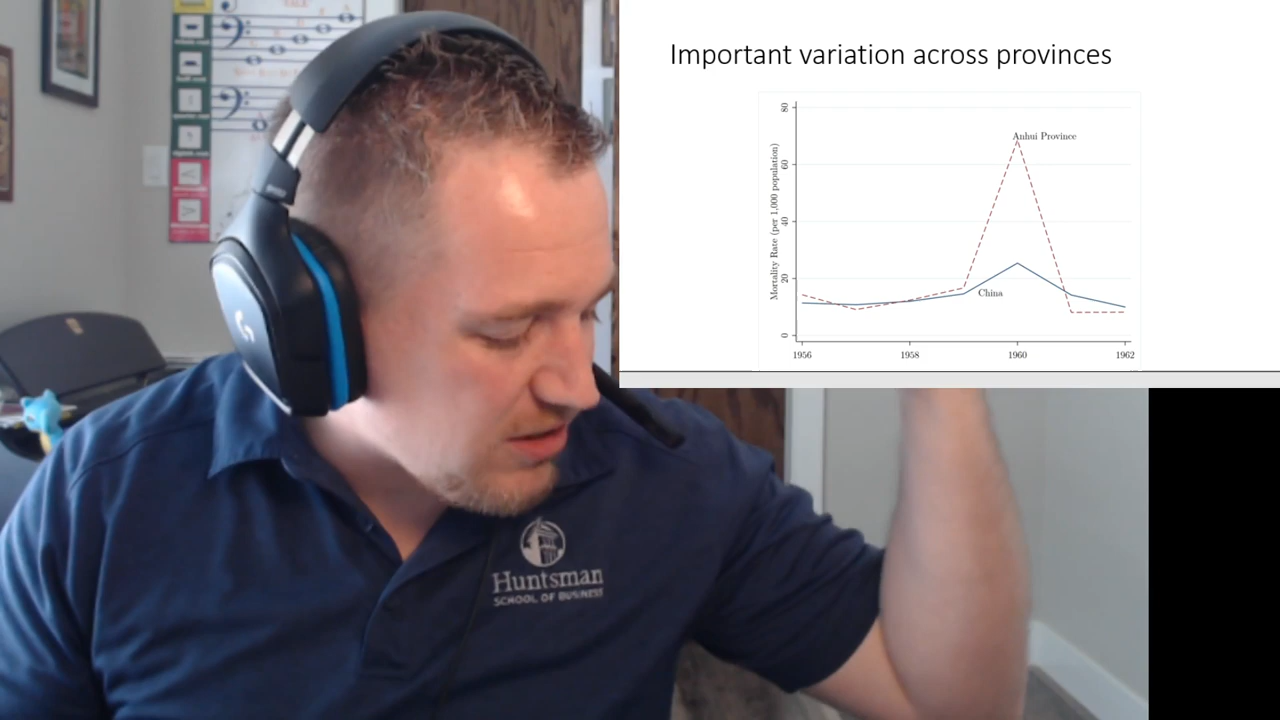 Important variation across provinces
Mortality Rate (per 1,000 population)
80
60
40
20
0
Anhui Province
China
1956
1958
1960
1962
Huntsman
SCHOOL OF BUSINESS